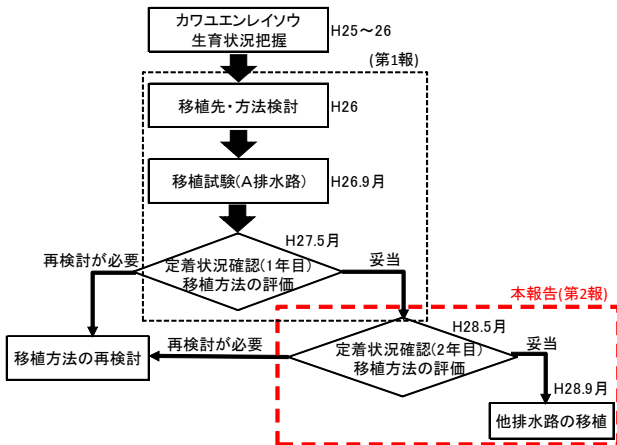 カワユエンレイソウ
生育状況把握
H25～26
(第1報)
移植先・方法検討
H26
移植試験(A排水路)
H26.9月
H27.5月
再検討が必要
定着状況確認(1年目)
移植方法の評価
妥当
本報告(第2報)
H28.5月
移植方法の再検討
再検討が必要
定着状況確認(2年目)
移植方法の評価
妥当
H28.9月
他排水路の移植